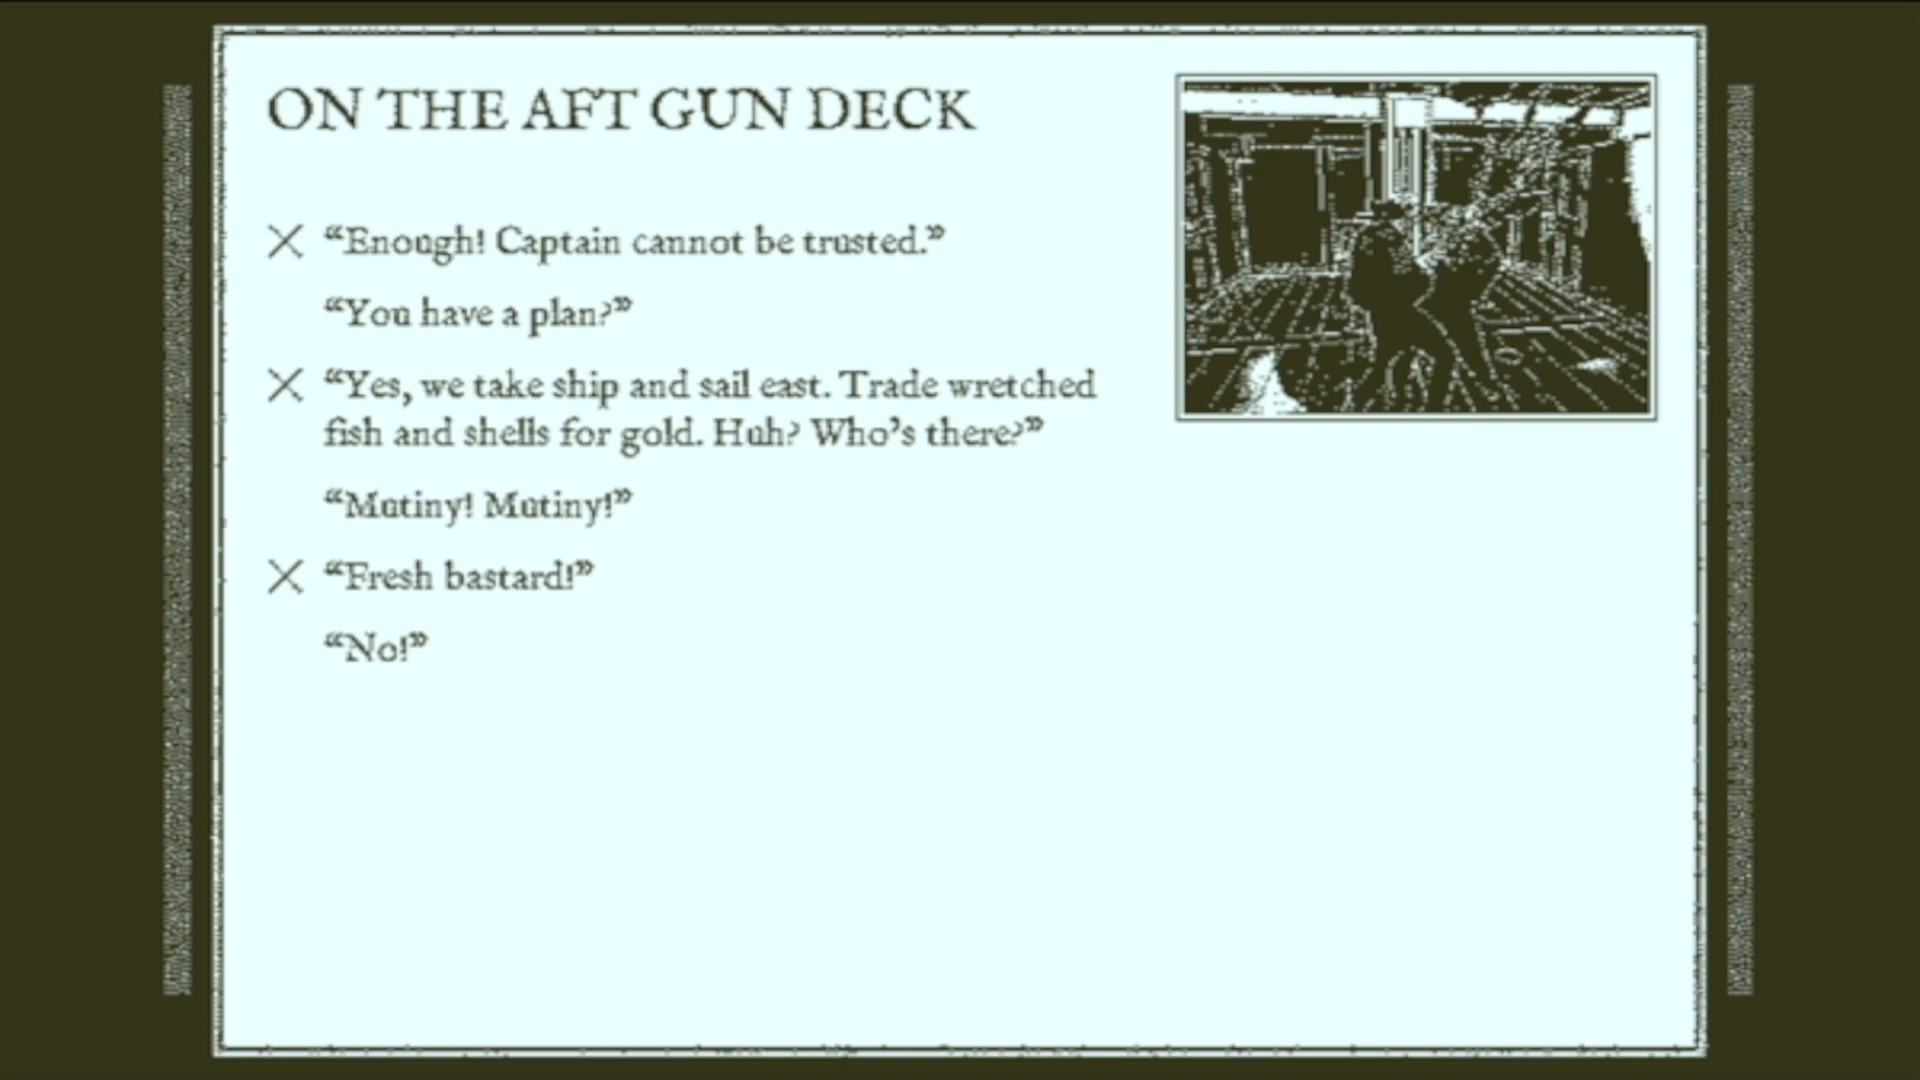 ON THE AFT GUN DECK
“Enough! Captain cannot be trusted.”
“You have a plan?”
“Yes, we take ship and sail east. Trade wretched
fish and shells for gold. Huh? Who’s there?”
“Mutiny! Mutiny!”
“Fresh bastard!”
“No!”